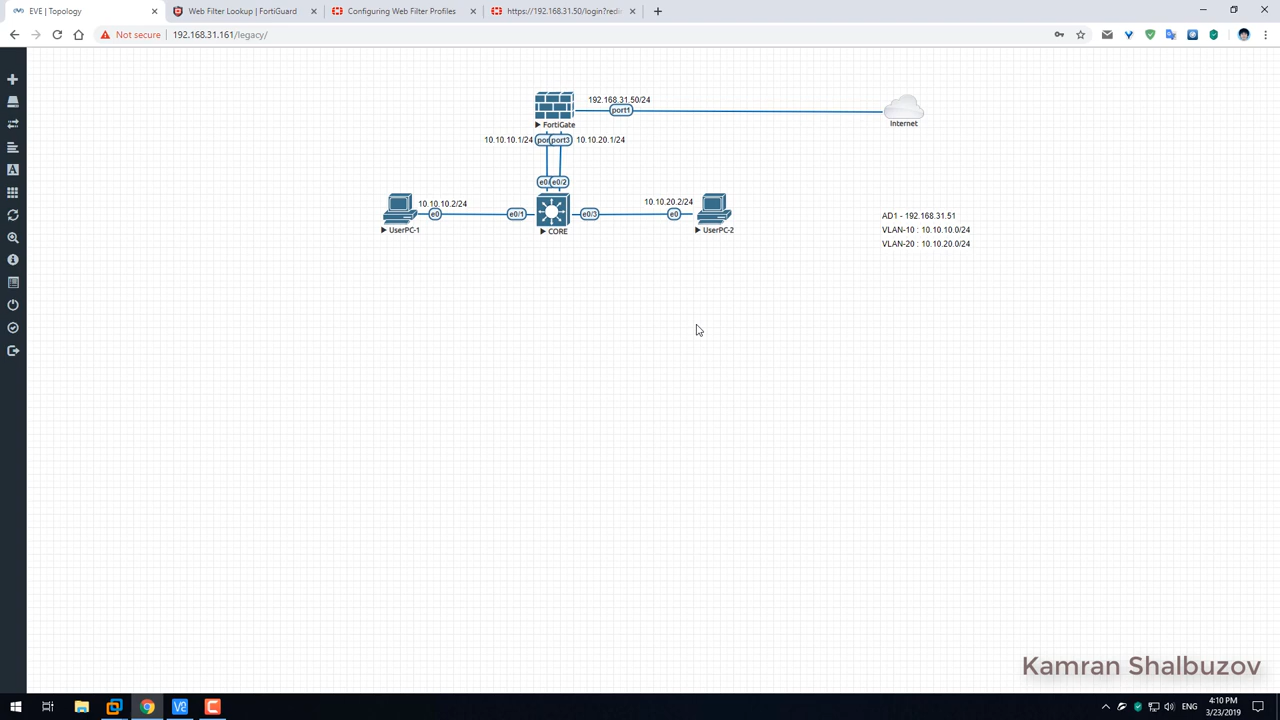 EVE | Topology
Web Filter Lookup | FortiGuard
Configuring Web Filter Profiles
https://192.168.31.50/login?redi
Not secure
192.168.31.161/legacy/
192.168.31.50/24
port1
FortiGate
Internet
10.10.10.1/24
port3
10.10.20.1/24
e0/2
10.10.10.2/24
10.10.20.2/24
e0
e0/1
e0/3
e0
UserPC-1
CORE
UserPC-2
AD1 - 192.168.31.51
VLAN-10 : 10.10.10.0/24
VLAN-20 : 10.10.20.0/24
Kamran Shalbuzov
ENG
4:10 PM
3/23/2019